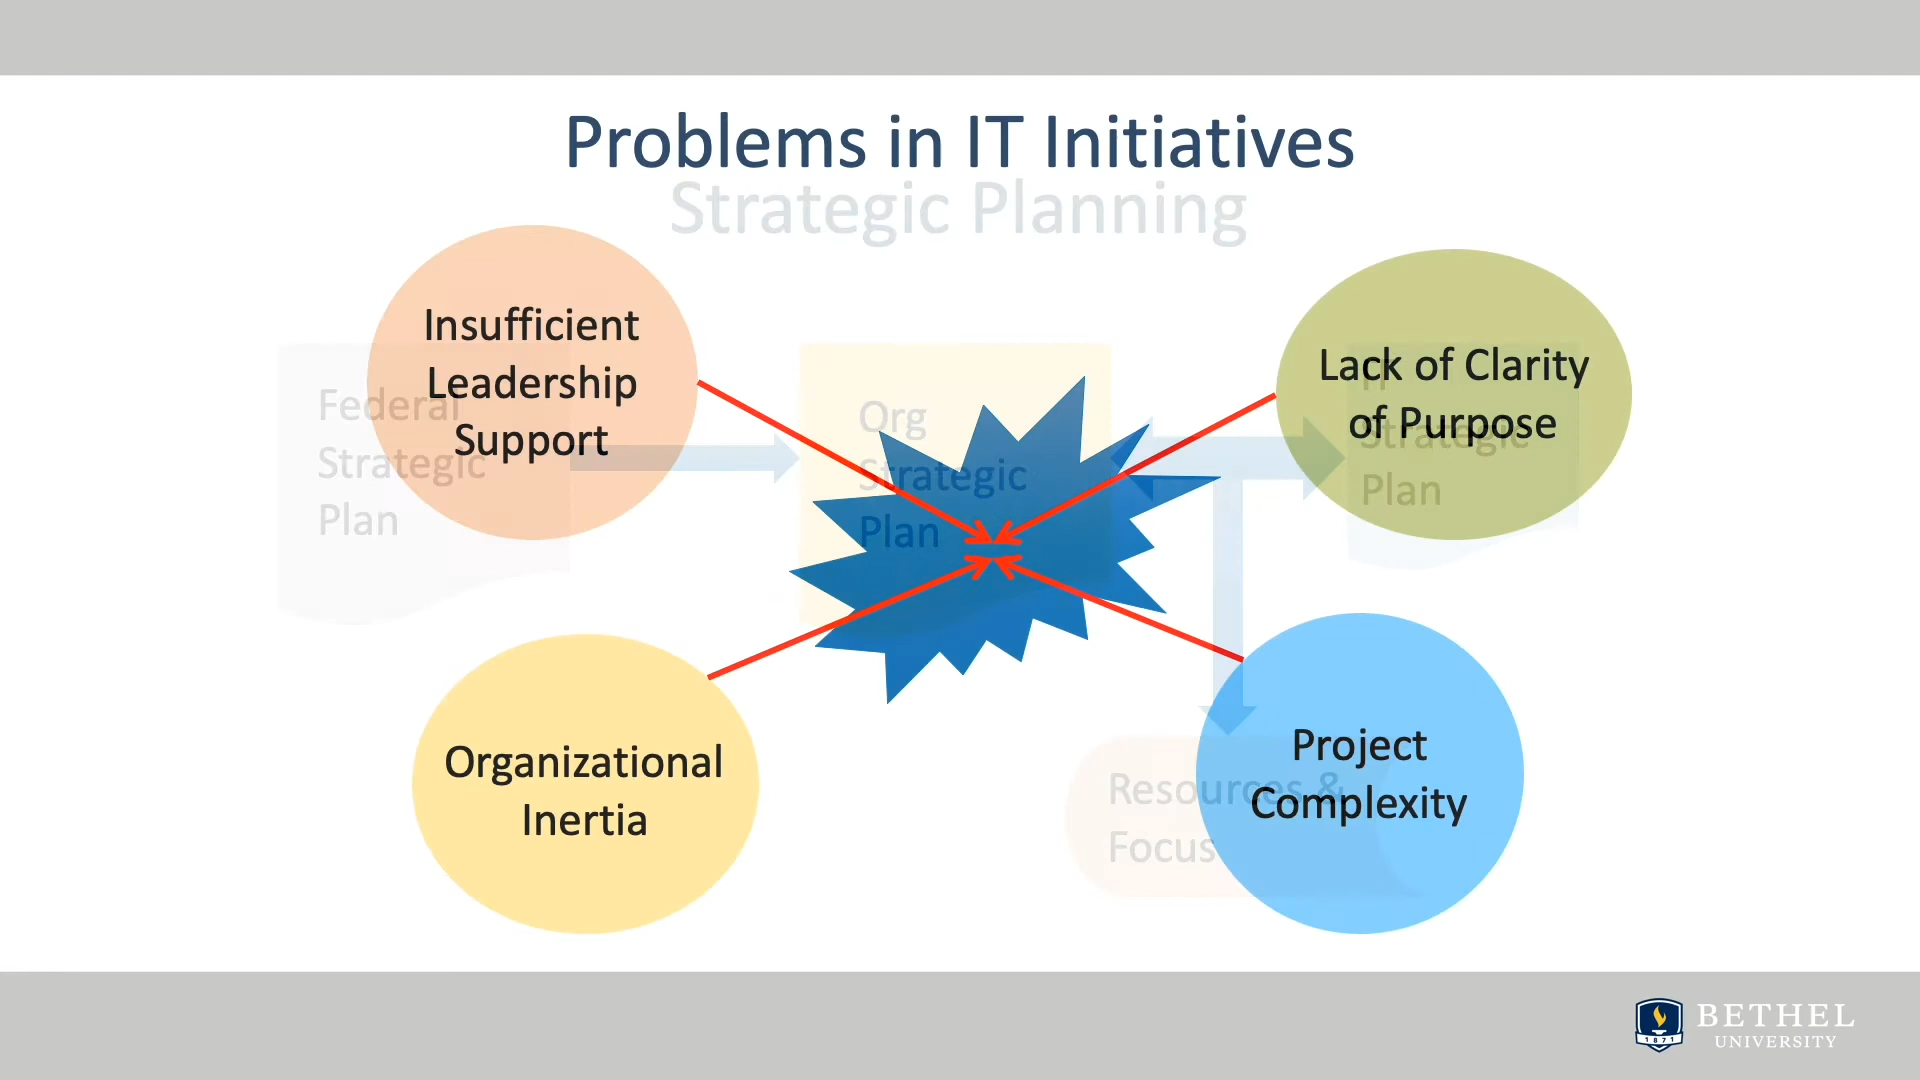 Problems in IT Initiatives
Strategic Planning
Insufficient
Leadership
Support
Lack of Clarity
of Purpose
Federal
Strategic
Plan
Org
Strategic
Plan
IT
Strategic
Plan
Organizational
Inertia
Project
Complexity
Resources &
Focus
BETHEL
UNIVERSITY
1871